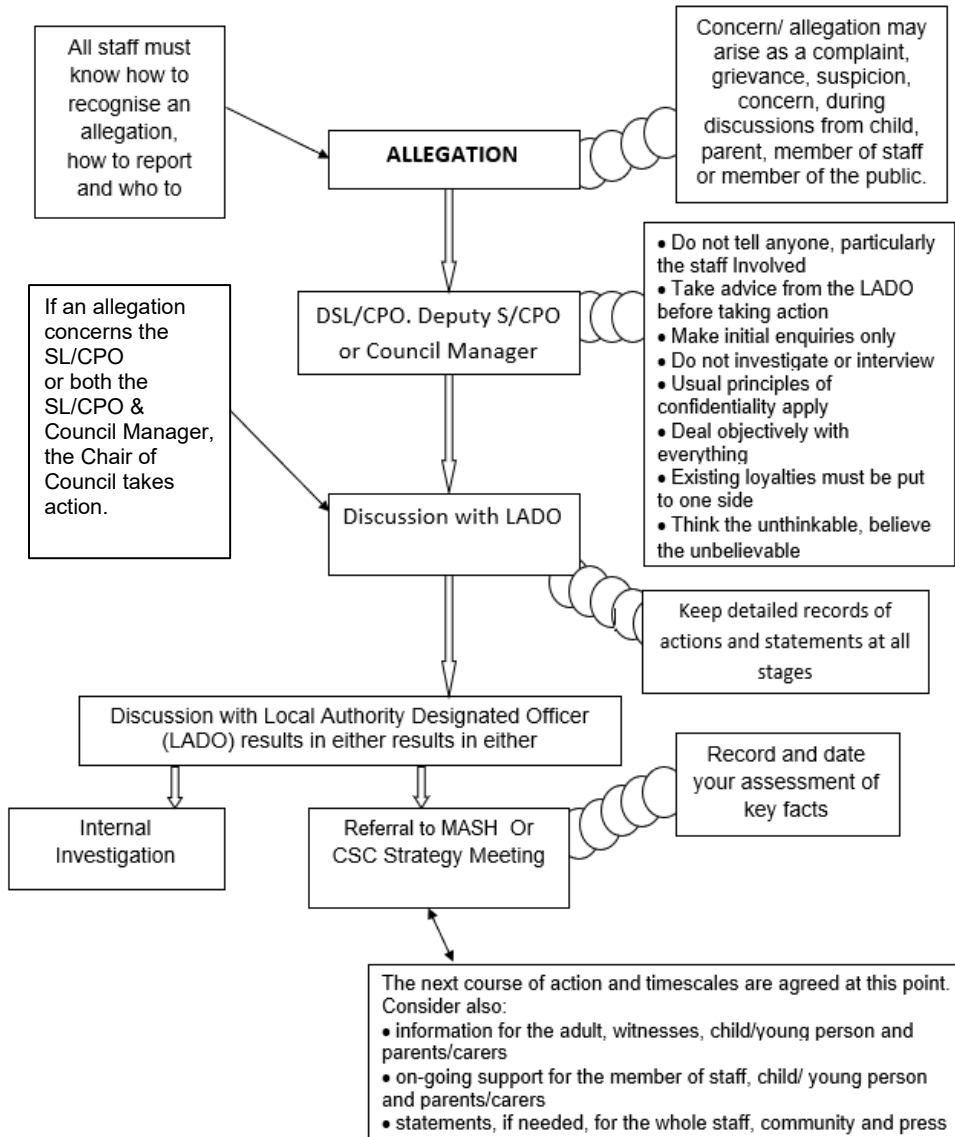 All staff must
know how to
recognise an
allegation,
how to report
and who to
Concern/ allegation may
arise as a complaint,
grievance, suspicion,
concern, during
discussions from child,
parent, member of staff
or member of the public.
ALLEGATION
• Do not tell anyone, particularly
the staff Involved
• Take advice from the LADO
before taking action
• Make initial enquiries only
• Do not investigate or interview
• Usual principles of
confidentiality apply
• Deal objectively with
everything
• Existing loyalties must be put
to one side
• Think the unthinkable, believe
the unbelievable
If an allegation
concerns the
SL/CPO
or both the
SL/CPO &
Council Manager,
the Chair of
Council takes
action.
DSL/CPO. Deputy S/CPO
or Council Manager
Discussion with LADO
Keep detailed records of
actions and statements at all
stages
Discussion with Local Authority Designated Officer
(LADO) results in either results in either
Record and date
your assessment of
key facts
Internal
Investigation
Referral to MASH Or
CSC Strategy Meeting
The next course of action and timescales are agreed at this point.
Consider also:
• information for the adult, witnesses, child/young person and
parents/carers
• on-going support for the member of staff, child/ young person
and parents/carers
• statements, if needed, for the whole staff, community and press